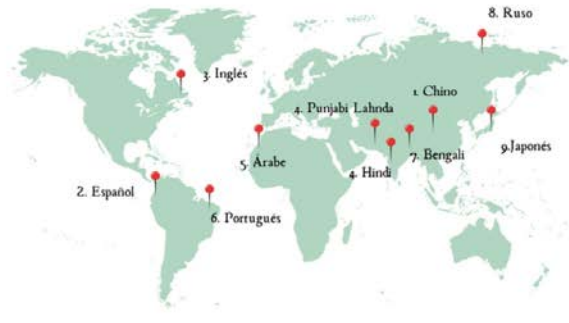 8. Ruso
3. Inglés
1. Chino
4. Punjabi Lahnda
9.Japonés
7. Bengali
5. Árabe
4. Hindi
2. Español
6. Portugués